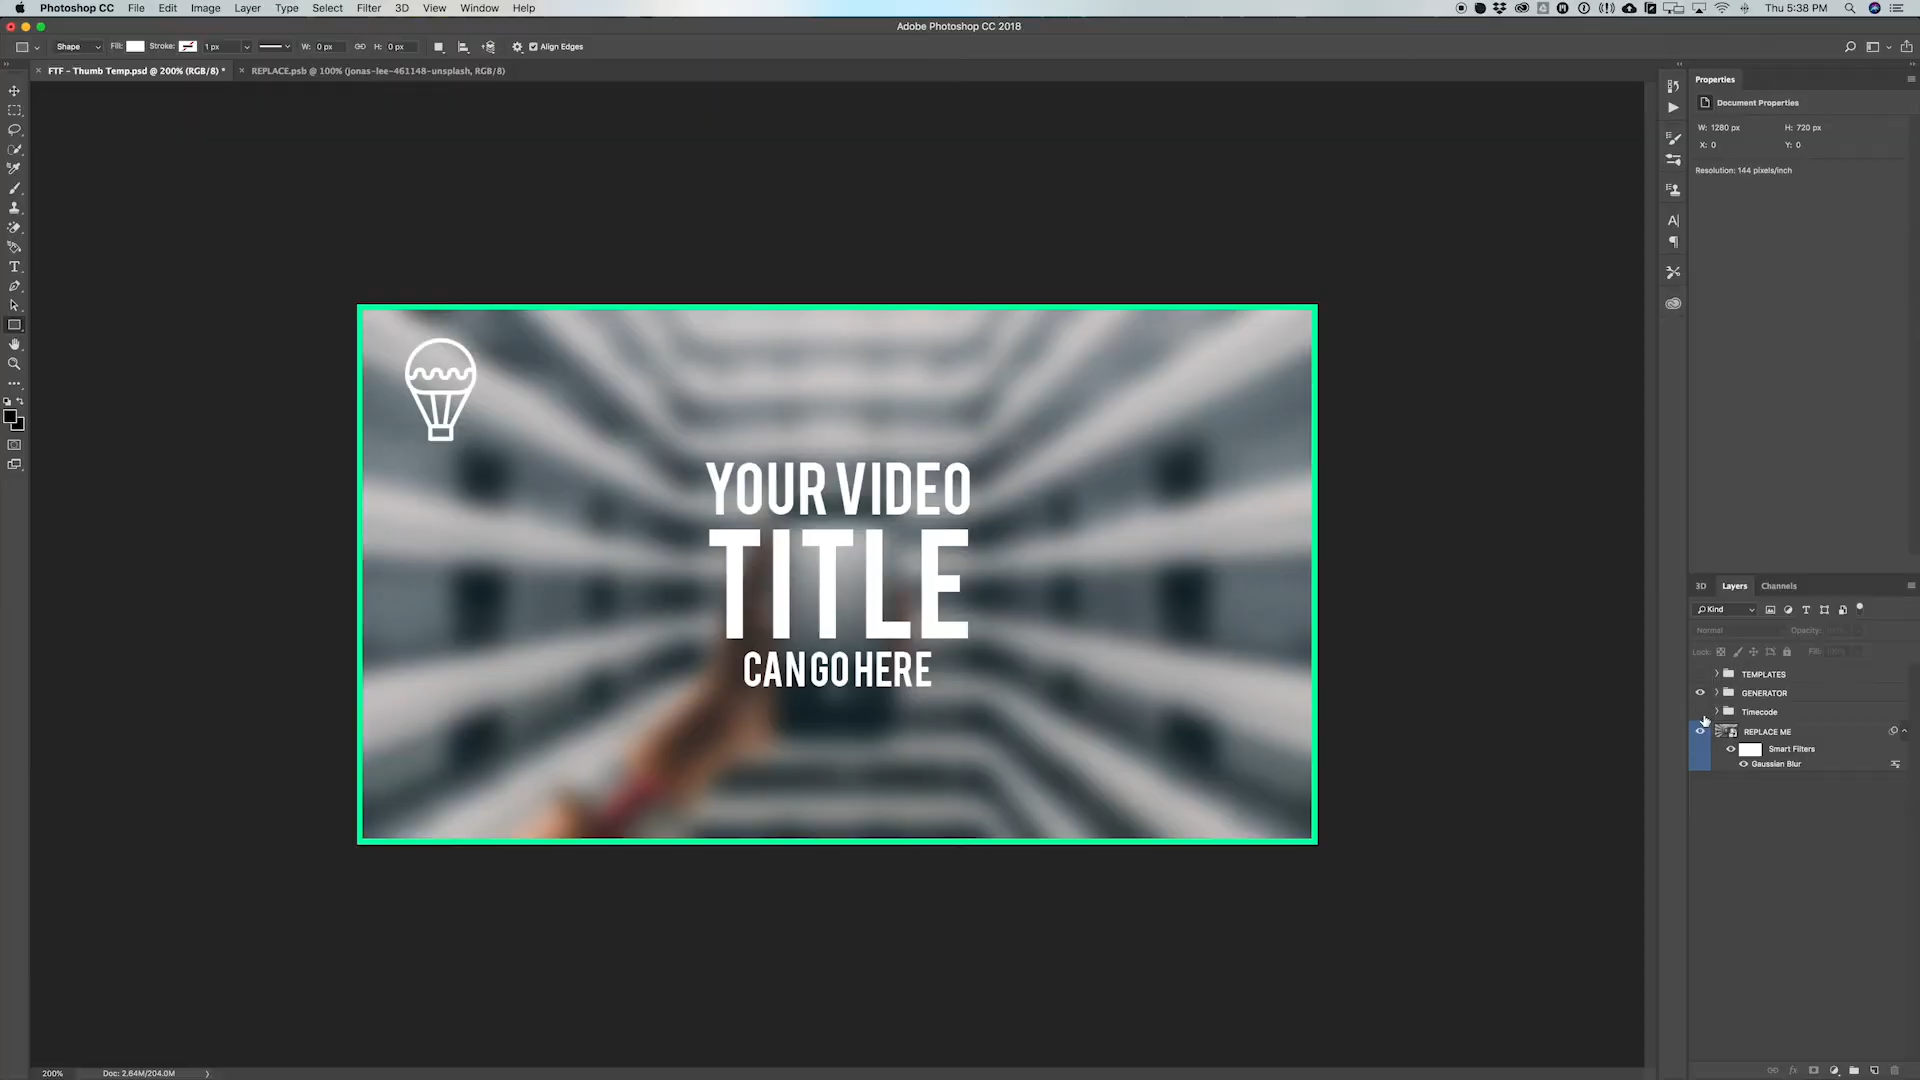 Photoshop CC File Edit Image Layer Type Select Filter 3D View Window Help Thu 5:38 PM
Adobe Photoshop CC 2018
Shape Fill: Stroke: 1 px W: 0 px H: 0 px Align Edges
FTF - Thumb Temp.psd @ 200% (RGB/8) * REPLACE.psb @ 100% (jonas-lee-461148-unsplash, RGB/8)
Properties
Document Properties
W: 1280 px H: 720 px
X: 0 Y: 0
Resolution: 144 pixels/inch
YOUR VIDEO
TITLE
CAN GO HERE
3D Layers Channels
Kind
Normal Opacity:
Lock: Fill: 100%
TEMPLATES
GENERATOR
Timecode
REPLACE ME
Smart Filters
Gaussian Blur
200% Doc: 2.64M/204.0M